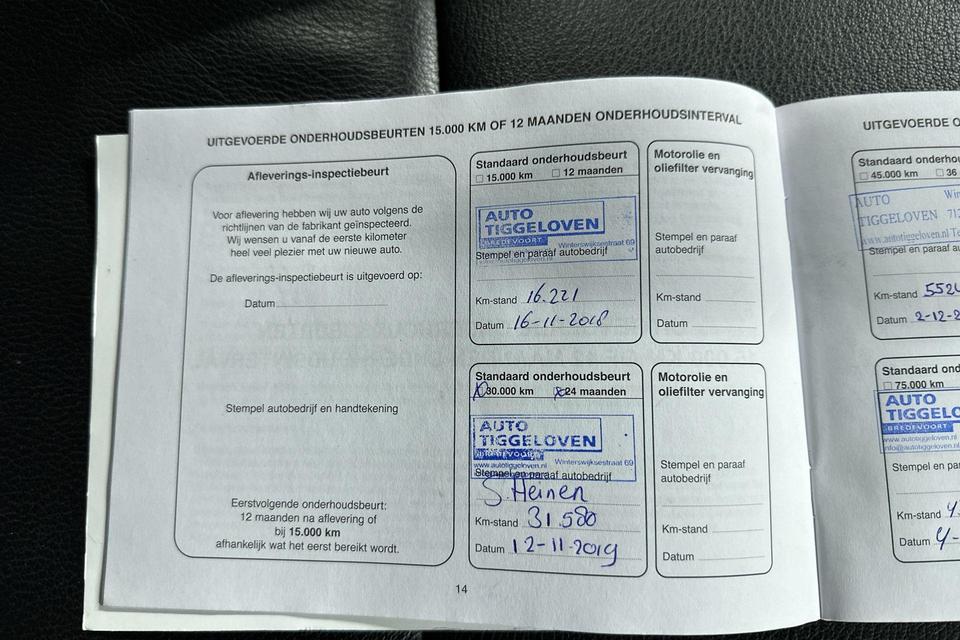 UITGEVOERDE ONDERHOUDSBEURTEN 15.000 KM OF 12 MAANDEN ONDERHOUDSINTERVAL
Afleverings-inspectiebeurt
Voor aflevering hebben wij uw auto volgens de
richtlijnen van de fabrikant geïnspecteerd.
Wij wensen u vanaf de eerste kilometer
heel veel plezier met uw nieuwe auto.
De afleverings-inspectiebeurt is uitgevoerd op:
Datum
Stempel autobedrijf en handtekening
Eerstvolgende onderhoudsbeurt:
12 maanden na aflevering of
bij 15.000 km
afhankelijk wat het eerst bereikt wordt.
Standaard onderhoudsbeurt
15.000 km 12 maanden
AUTO
TIGGELOVEN
BREDEVOORT
Winterswijksestraat 69
Stempel en paraaf autobedrijf
Km-stand 16.221
Datum 16-11-2018
Motorolie en
oliefilter vervanging
Stempel en paraaf
autobedrijf
Km-stand
Datum
Standaard onderhoudsbeurt
30.000 km 24 maanden
AUTO
TIGGELOVEN
BREDEVOORT
www.autotiggeloven.nl Winterswijksestraat 69
Stempel en paraaf autobedrijf
S. Heinen
Km-stand 31.580
Datum 12-11-2019
Motorolie en
oliefilter vervanging
Stempel en paraaf
autobedrijf
Km-stand
Datum
14
UITGEVOERDE
Standaard
45.000 km 36
AUTO
TIGGELOVEN
www.autotiggeloven.nl
Stempel en paraaf
Km-stand
Datum 2-12-2
Standaard
75.000 km
AUTO
BREDEVOORT
www.autotiggeloven.nl
Stempel en
Km-stand
Datum